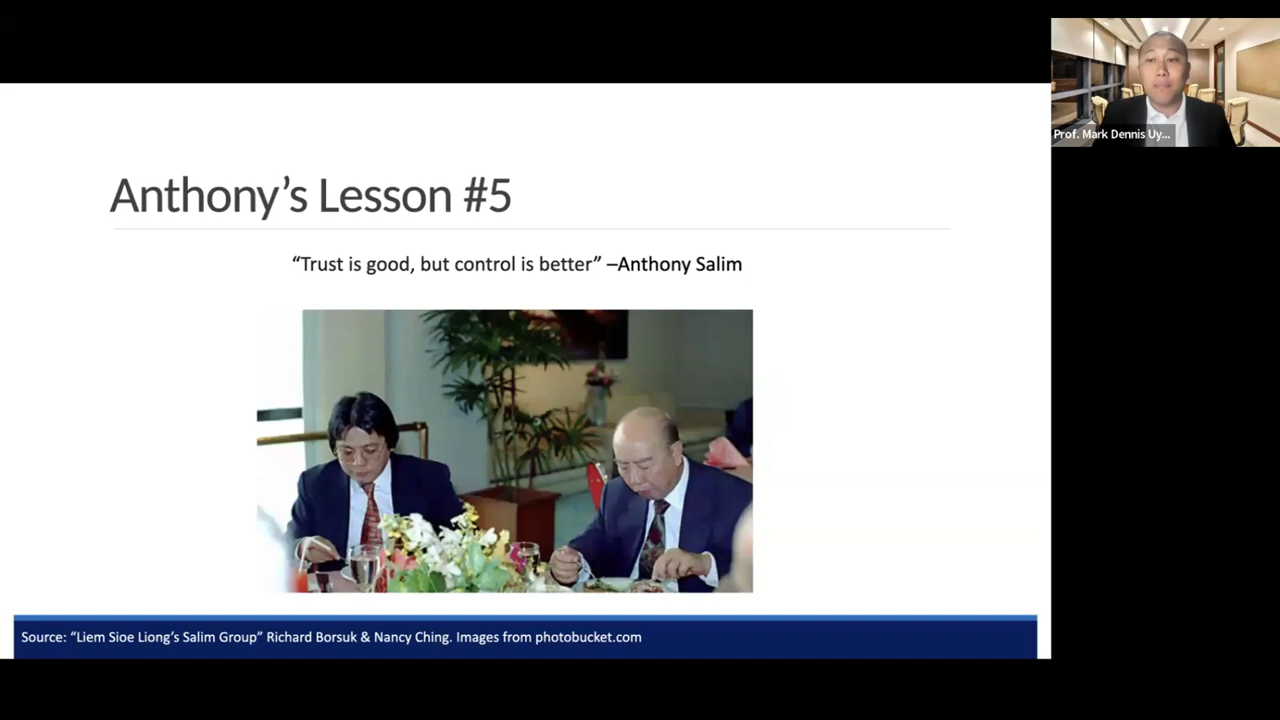 Prof. Mark Dennis Uy...
Anthony’s Lesson #5
“Trust is good, but control is better” –Anthony Salim
Source: “Liem Sioe Liong’s Salim Group” Richard Borsuk & Nancy Ching. Images from photobucket.com